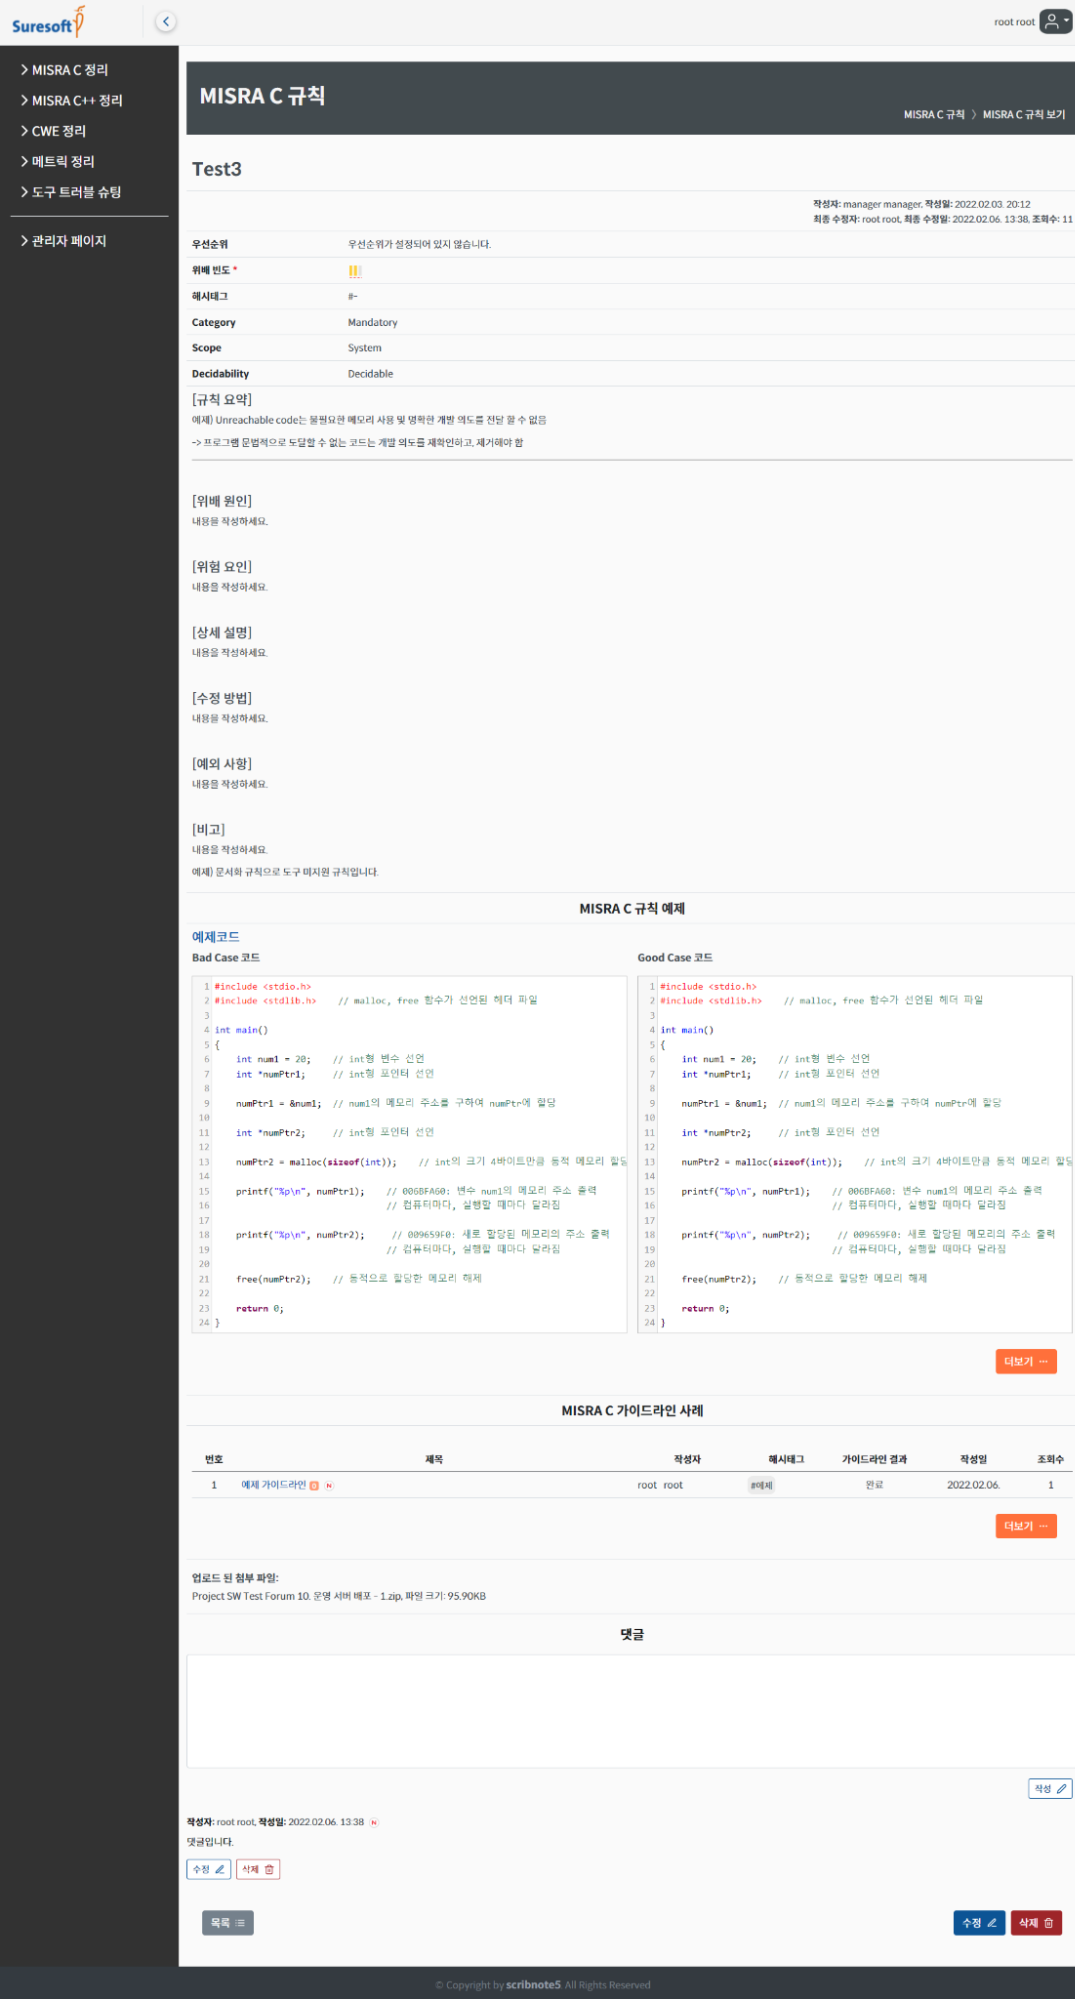 Suresoft
root root
MISRA C 정리
MISRA C++ 정리
CWE 정리
메트릭 정리
도구 트러블 슈팅
관리자 페이지
MISRA C 규칙
MISRA C 규칙 〉 MISRA C 규칙 보기
Test3
작성자: manager manager, 작성일: 2022.02.03. 20:12
최종 수정자: root root, 최종 수정일: 2022.02.06. 13:38, 조회수: 11
우선순위 우선순위가 설정되어 있지 않습니다.
위배 빈도 *
해시태그 #-
Category Mandatory
Scope System
Decidability Decidable
[규칙 요약]
예제) Unreachable code는 불필요한 메모리 사용 및 명확한 개발 의도를 전달 할 수 없음
-> 프로그램 문법적으로 도달할 수 없는 코드는 개발 의도를 재확인하고, 제거해야 함
[위배 원인]
내용을 작성하세요.
[위험 요인]
내용을 작성하세요.
[상세 설명]
내용을 작성하세요.
[수정 방법]
내용을 작성하세요.
[예외 사항]
내용을 작성하세요.
[비고]
내용을 작성하세요.
예제) 문서화 규칙으로 도구 미지원 규칙입니다.
MISRA C 규칙 예제
예제코드
Bad Case 코드
1 #include <stdio.h>
2 #include <stdlib.h> // malloc, free 함수가 선언된 헤더 파일
3
4 int main()
5 {
6 int num1 = 20; // int형 변수 선언
7 int *numPtr1; // int형 포인터 선언
8
9 numPtr1 = &num1; // num1의 메모리 주소를 구하여 numPtr에 할당
10
11 int *numPtr2; // int형 포인터 선언
12
13 numPtr2 = malloc(sizeof(int)); // int의 크기 4바이트만큼 동적 메모리 할당
14
15 printf("%p\n", numPtr1); // 006BFA60: 변수 num1의 메모리 주소 출력
16 // 컴퓨터마다, 실행할 때마다 달라짐
17
18 printf("%p\n", numPtr2); // 009659F0: 새로 할당된 메모리의 주소 출력
19 // 컴퓨터마다, 실행할 때마다 달라짐
20
21 free(numPtr2); // 동적으로 할당한 메모리 해제
22
23 return 0;
24 }
Good Case 코드
1 #include <stdio.h>
2 #include <stdlib.h> // malloc, free 함수가 선언된 헤더 파일
3
4 int main()
5 {
6 int num1 = 20; // int형 변수 선언
7 int *numPtr1; // int형 포인터 선언
8
9 numPtr1 = &num1; // num1의 메모리 주소를 구하여 numPtr에 할당
10
11 int *numPtr2; // int형 포인터 선언
12
13 numPtr2 = malloc(sizeof(int)); // int의 크기 4바이트만큼 동적 메모리 할
14
15 printf("%p\n", numPtr1); // 006BFA60: 변수 num1의 메모리 주소 출력
16 // 컴퓨터마다, 실행할 때마다 달라짐
17
18 printf("%p\n", numPtr2); // 009659F0: 새로 할당된 메모리의 주소 출력
19 // 컴퓨터마다, 실행할 때마다 달라짐
20
21 free(numPtr2); // 동적으로 할당한 메모리 해제
22
23 return 0;
24 }
더보기 ···
MISRA C 가이드라인 사례
번호 제목 작성자 해시태그 가이드라인 결과 작성일 조회수
1 예제 가이드라인 N root root #예제 완료 2022.02.06. 1
더보기 ···
업로드 된 첨부 파일:
Project SW Test Forum 10. 운영 서버 배포 - 1.zip, 파일 크기: 95.90KB
댓글
작성
작성자: root root, 작성일: 2022.02.06. 13:38 N
댓글입니다.
수정 삭제
목록 수정 삭제
© Copyright by scribnote5. All Rights Reserved